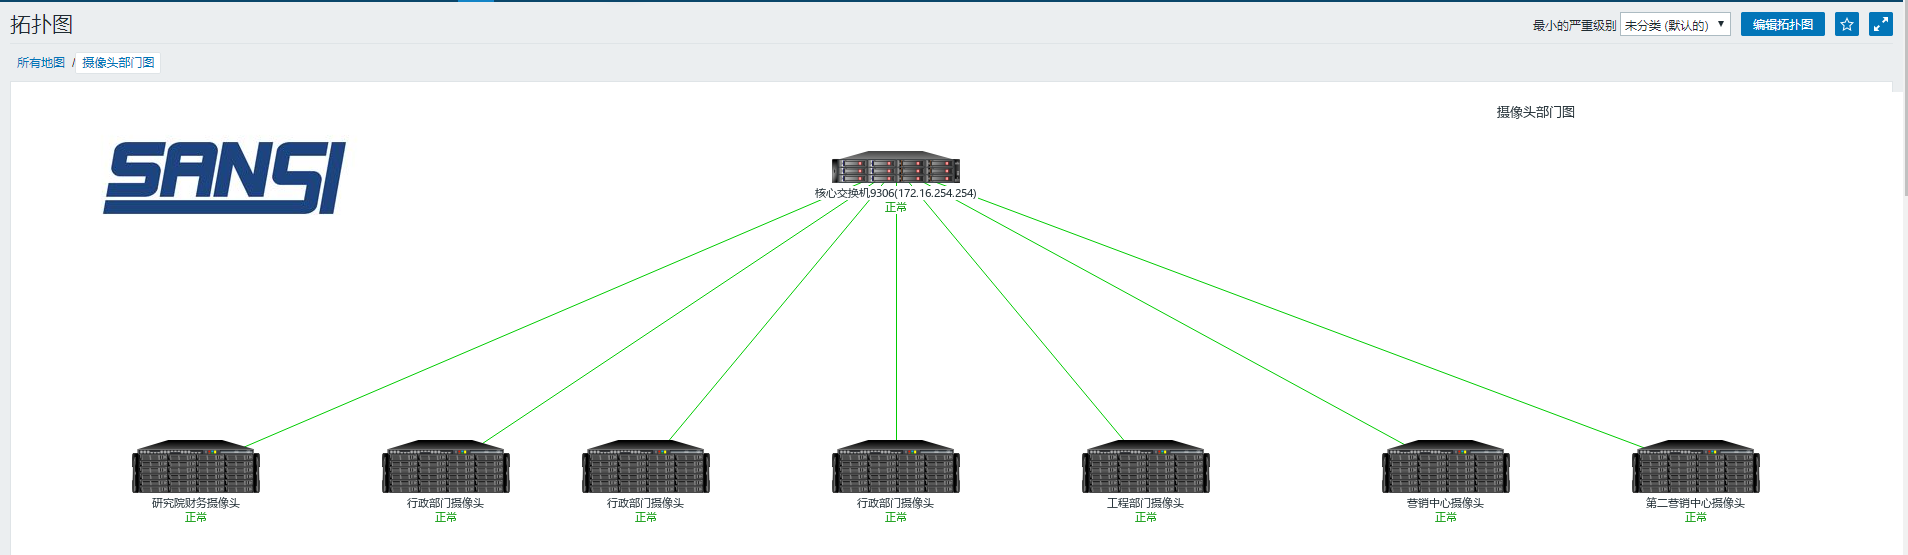 拓扑图
最小的严重级别 未分类 (默认的) 编辑拓扑图
所有地图 / 摄像头部门图
摄像头部门图
SANSI
核心交换机9306(172.16.254.254)
正常
研究院财务摄像头 行政部门摄像头 行政部门摄像头 行政部门摄像头 工程部门摄像头 营销中心摄像头 第二营销中心摄像头
正常 正常 正常 正常 正常 正常 正常